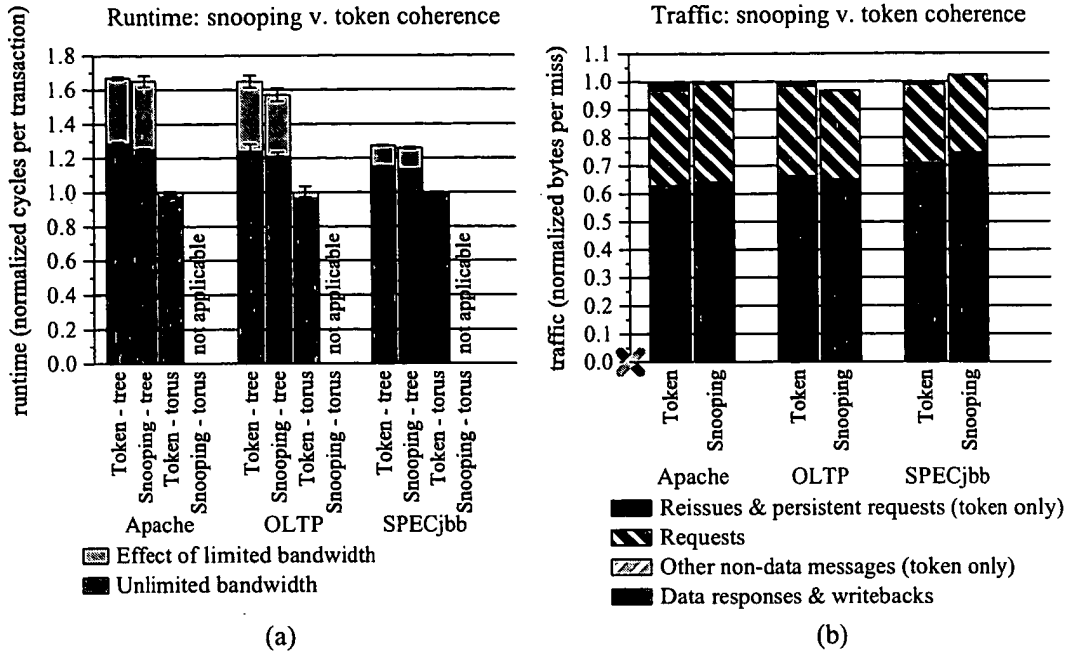 Runtime: snooping v. token coherence
runtime (normalized cycles per transaction)
1.8
1.6
1.4
1.2
1.0
0.8
0.6
0.4
0.2
0.0
not applicable
not applicable
not applicable
Token - tree
Snooping - tree
Token - torus
Snooping - torus
Token - tree
Snooping - tree
Token - torus
Snooping - torus
Token - tree
Snooping - tree
Token - torus
Snooping - torus
Apache OLTP SPECjbb
Effect of limited bandwidth
Unlimited bandwidth
(a)
Traffic: snooping v. token coherence
traffic (normalized bytes per miss)
1.1
1.0
0.9
0.8
0.7
0.6
0.5
0.4
0.3
0.2
0.1
0.0
Token
Snooping
Token
Snooping
Token
Snooping
Apache OLTP SPECjbb
Reissues & persistent requests (token only)
Requests
Other non-data messages (token only)
Data responses & writebacks
(b)